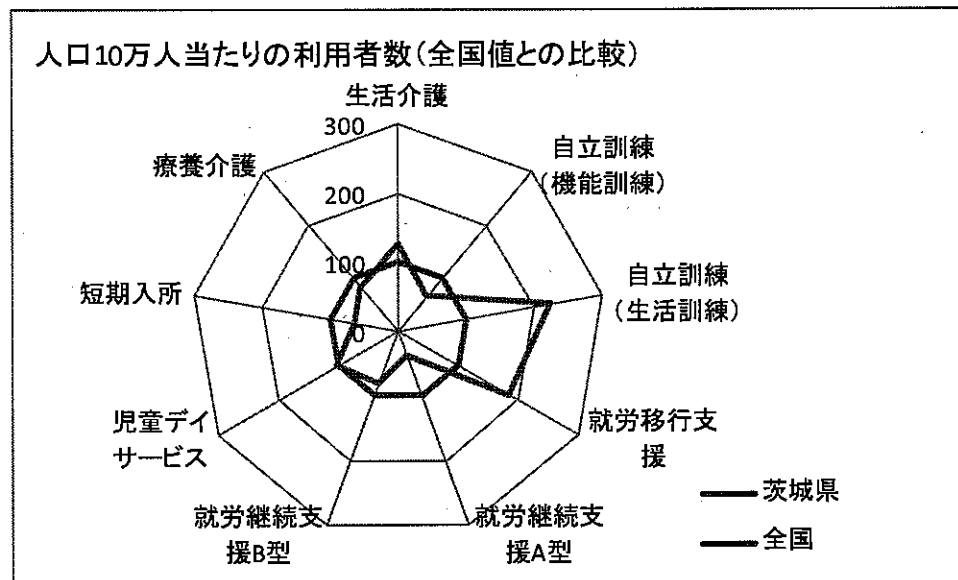 人口10万人当たりの利用者数(全国値との比較)
生活介護
300
療養介護
自立訓練
(機能訓練)
200
100
短期入所
自立訓練
(生活訓練)
0
児童デイ
サービス
就労移行支
援
就労継続支
援B型
就労継続支
援A型
茨城県
全国